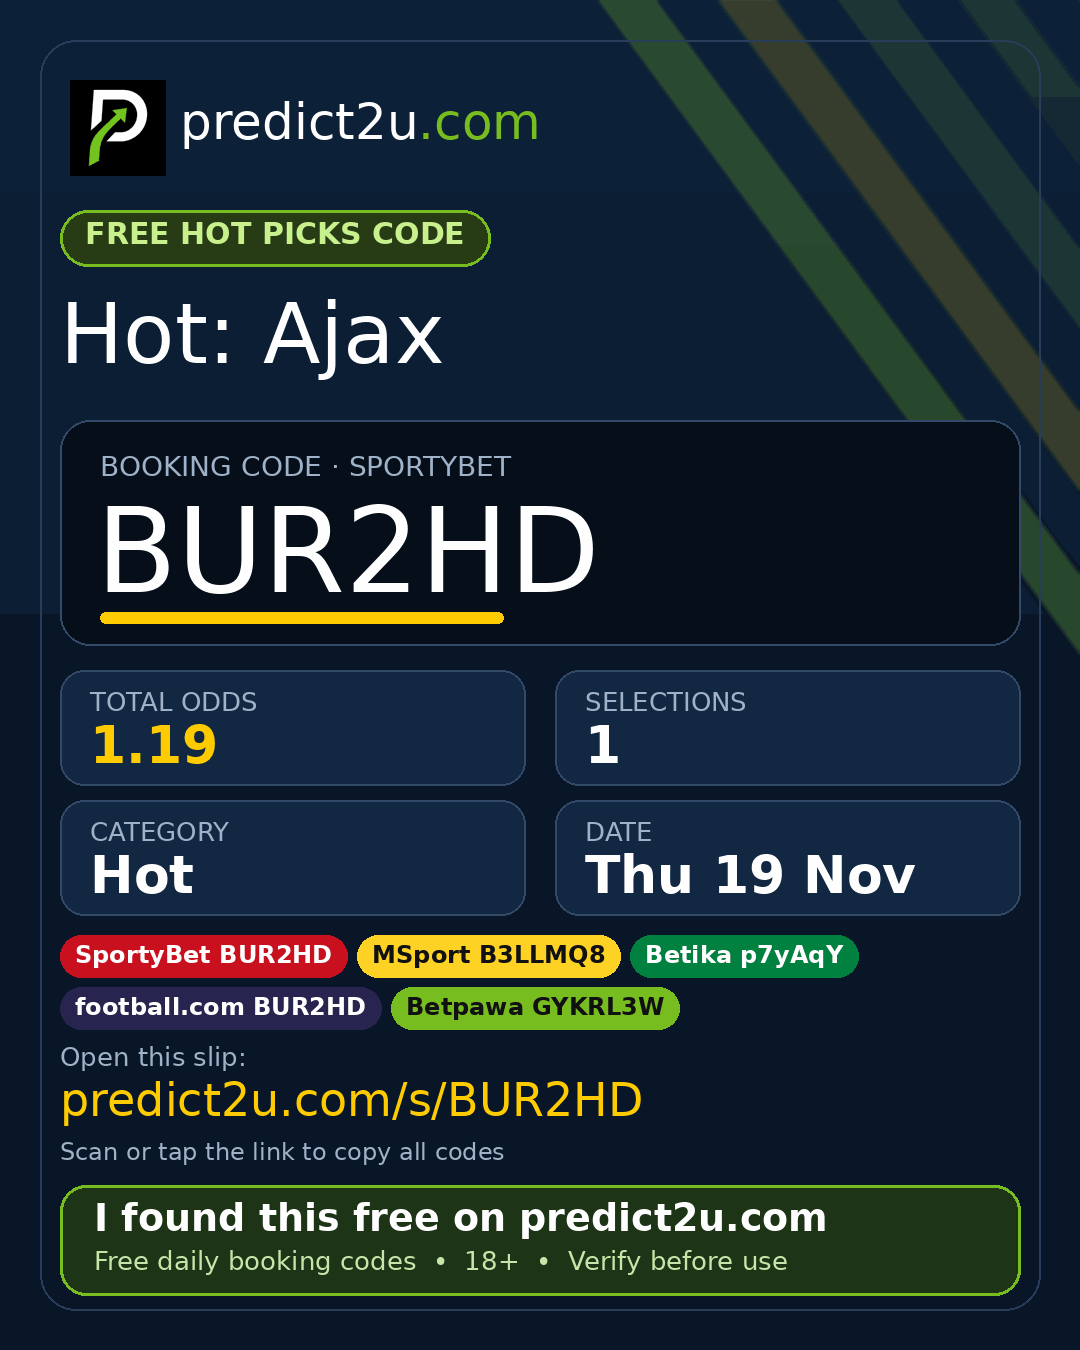 predict2u.com
FREE HOT PICKS CODE
Hot: Ajax
BOOKING CODE · SPORTYBET
BUR2HD
TOTAL ODDS
1.19
SELECTIONS
1
CATEGORY
Hot
DATE
Thu 19 Nov
SportyBet BUR2HD
MSport B3LLMQ8
Betika p7yAqY
football.com BUR2HD
Betpawa GYKRL3W
Open this slip:
predict2u.com/s/BUR2HD
Scan or tap the link to copy all codes
I found this free on predict2u.com
Free daily booking codes • 18+ • Verify before use